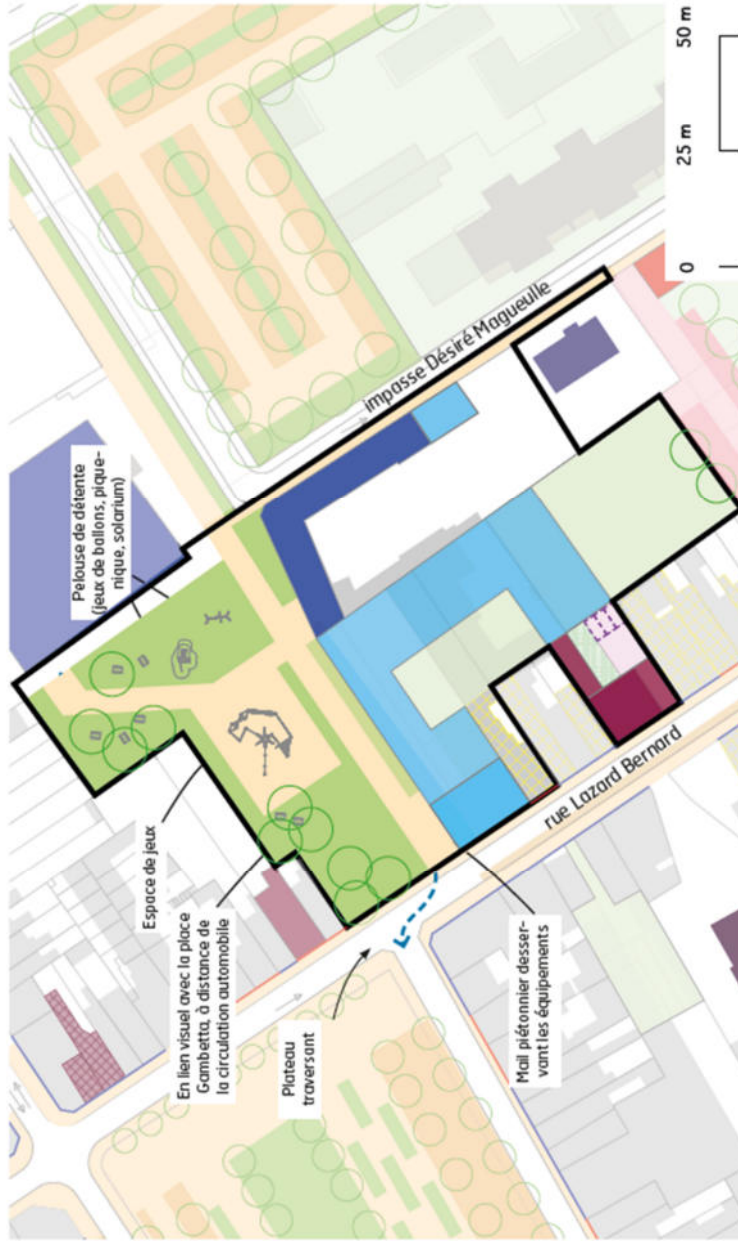 Pelouse de détente
(jeux de ballons, pique-
nique, solarium)
Espace de jeux
En lien visuel avec la place
Gambetta, à distance de
la circulation automobile
Plateau
traversant
Mail piétonnier desser-
vant les équipements
impasse Désiré Magueulle
rue Lazard Bernard
0 25 m 50 m